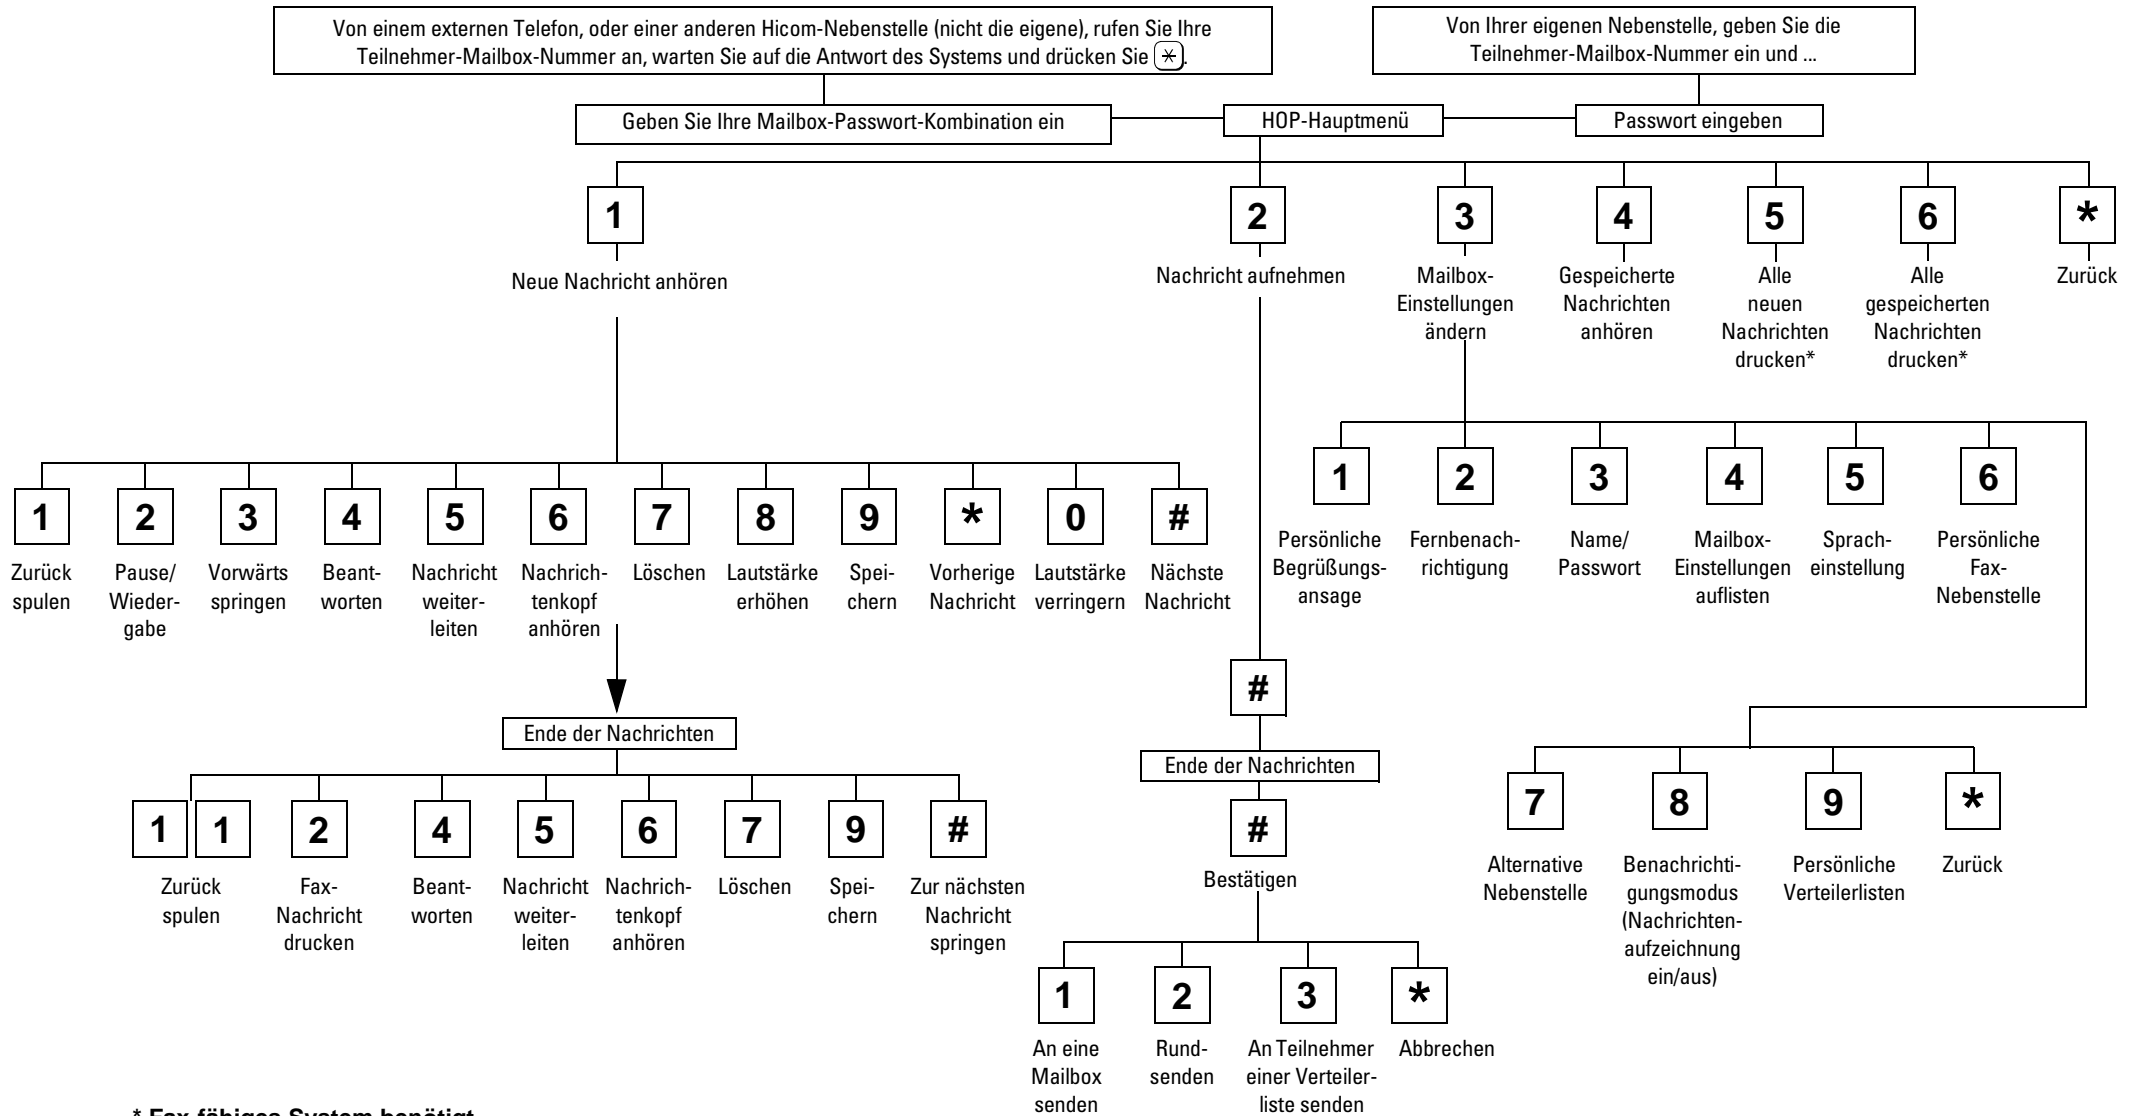 Von einem externen Telefon, oder einer anderen Hicom-Nebenstelle (nicht die eigene), rufen Sie Ihre
Teilnehmer-Mailbox-Nummer an, warten Sie auf die Antwort des Systems und drücken Sie *.
Von Ihrer eigenen Nebenstelle, geben Sie die
Teilnehmer-Mailbox-Nummer ein und ...
Geben Sie Ihre Mailbox-Passwort-Kombination ein
HOP-Hauptmenü
Passwort eingeben
1
Neue Nachricht anhören
2
Nachricht aufnehmen
3
Mailbox-
Einstellungen
ändern
4
Gespeicherte
Nachrichten
anhören
5
Alle
neuen
Nachrichten
drucken*
6
Alle
gespeicherten
Nachrichten
drucken*
*
Zurück
1
Zurück
spulen
2
Pause/
Wieder-
gabe
3
Vorwärts
springen
4
Beant-
worten
5
Nachricht
weiter-
leiten
6
Nachrich-
tenkopf
anhören
7
Löschen
8
Lautstärke
erhöhen
9
Spei-
chern
*
Vorherige
Nachricht
0
Lautstärke
verringern
#
Nächste
Nachricht
1
Persönliche
Begrüßungs-
ansage
2
Fernbenach-
richtigung
3
Name/
Passwort
4
Mailbox-
Einstellungen
auflisten
5
Sprach-
einstellung
6
Persönliche
Fax-
Nebenstelle
Ende der Nachrichten
1 1
Zurück
spulen
2
Fax-
Nachricht
drucken
4
Beant-
worten
5
Nachricht
weiter-
leiten
6
Nachrich-
tenkopf
anhören
7
Löschen
9
Spei-
chern
#
Zur nächsten
Nachricht
springen
#
Ende der Nachrichten
#
Bestätigen
1
An eine
Mailbox
senden
2
Rund-
senden
3
An Teilnehmer
einer Verteiler-
liste senden
*
Abbrechen
7
Alternative
Nebenstelle
8
Benachrichti-
gungsmodus
(Nachrichten-
aufzeichnung
ein/aus)
9
Persönliche
Verteilerlisten
*
Zurück
* Fax-fähiges System benötigt